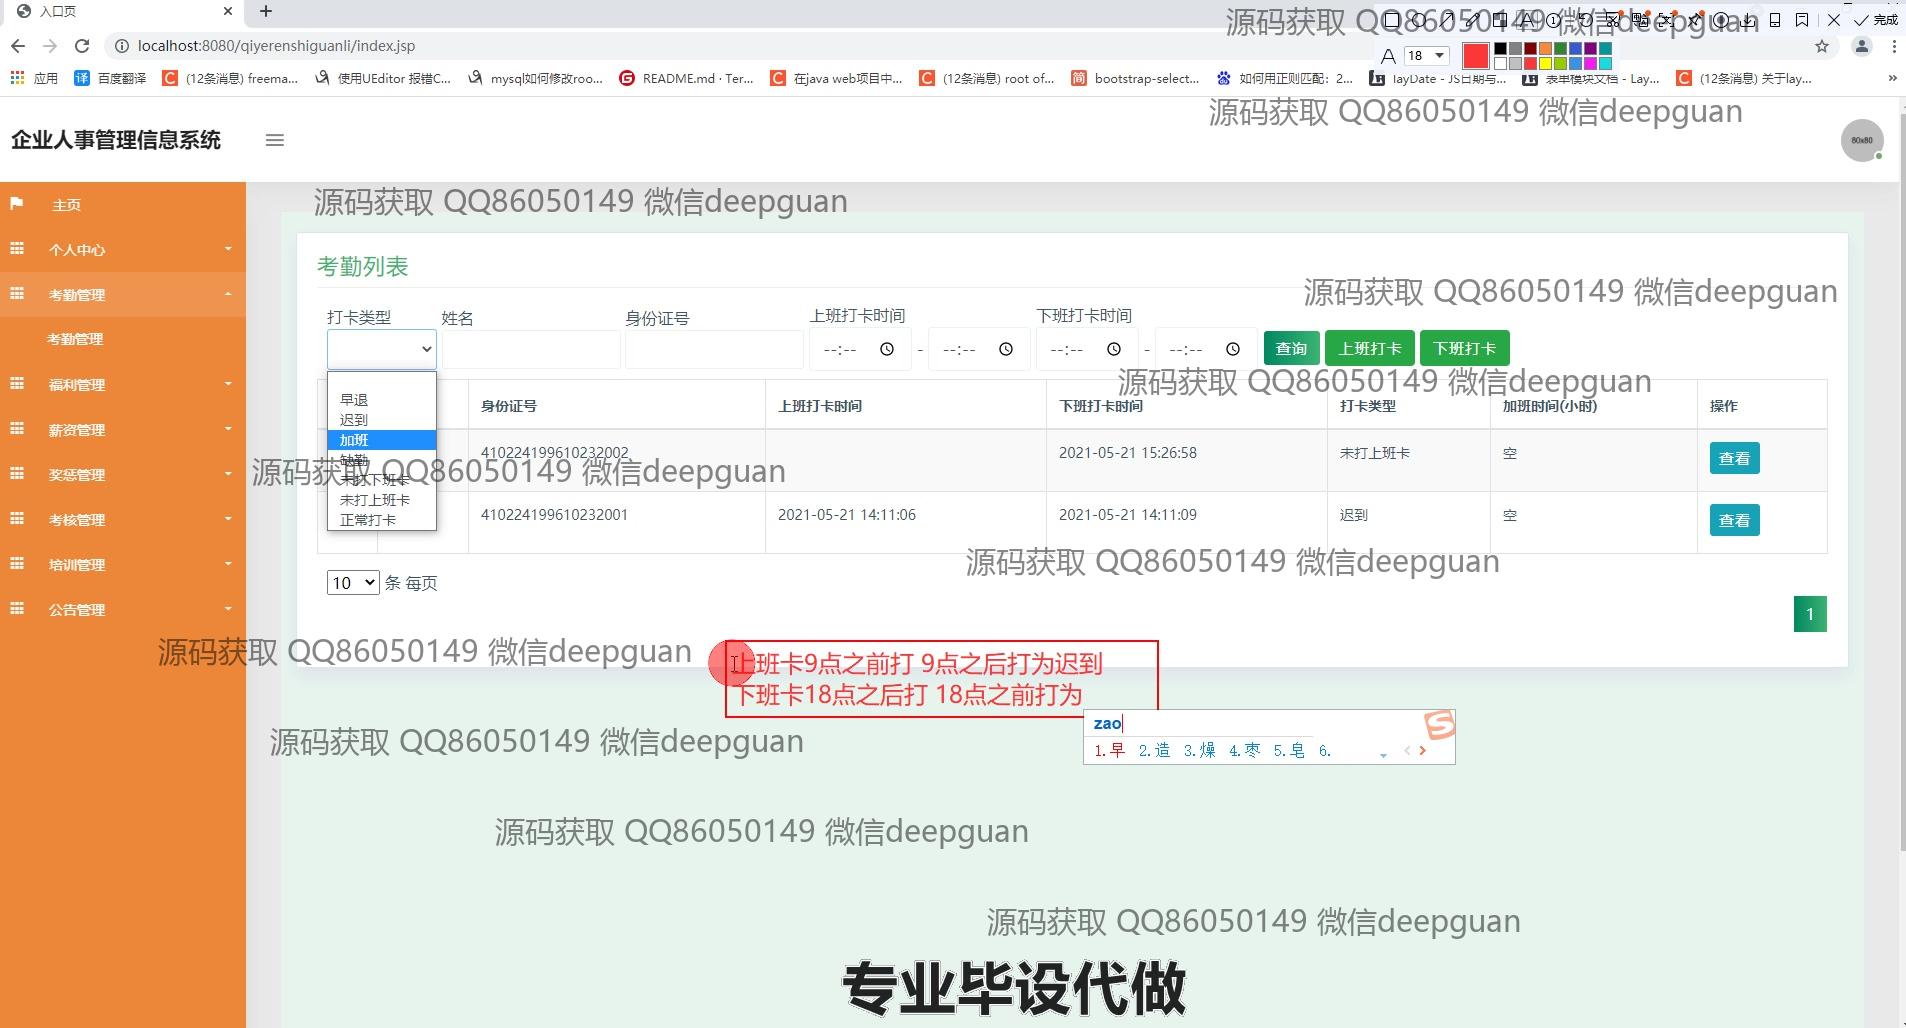 入口页
localhost:8080/qiyerenshiguanli/index.jsp
18
完成
应用
百度翻译
(12条消息) freema...
使用UEditor 报错C...
mysql如何修改roo...
README.md · Ter...
在java web项目中...
(12条消息) root of...
bootstrap-select...
如何用正则匹配：2...
layDate - JS日期与...
表单模块文档 - Lay...
(12条消息) 关于lay...
源码获取 QQ86050149 微信deepguan
源码获取 QQ86050149 微信deepguan
企业人事管理信息系统
80x80
主页
个人中心
考勤管理
考勤管理
福利管理
薪资管理
奖惩管理
考核管理
培训管理
公告管理
源码获取 QQ86050149 微信deepguan
考勤列表
源码获取 QQ86050149 微信deepguan
打卡类型 姓名 身份证号 上班打卡时间 下班打卡时间
--:-- - --:-- --:-- - --:-- 查询 上班打卡 下班打卡
源码获取 QQ86050149 微信deepguan
早退
迟到
加班
缺勤
未打下班卡
未打上班卡
正常打卡
身份证号 上班打卡时间 下班打卡时间 打卡类型 加班时间(小时) 操作
410224199610232002 2021-05-21 15:26:58 未打上班卡 空 查看
源码获取 QQ86050149 微信deepguan
410224199610232001 2021-05-21 14:11:06 2021-05-21 14:11:09 迟到 空 查看
源码获取 QQ86050149 微信deepguan
10 条 每页
1
源码获取 QQ86050149 微信deepguan
上班卡9点之前打 9点之后打为迟到
下班卡18点之后打 18点之前打为
zao
1.早 2.造 3.燥 4.枣 5.皂 6.
源码获取 QQ86050149 微信deepguan
源码获取 QQ86050149 微信deepguan
源码获取 QQ86050149 微信deepguan
专业毕设代做